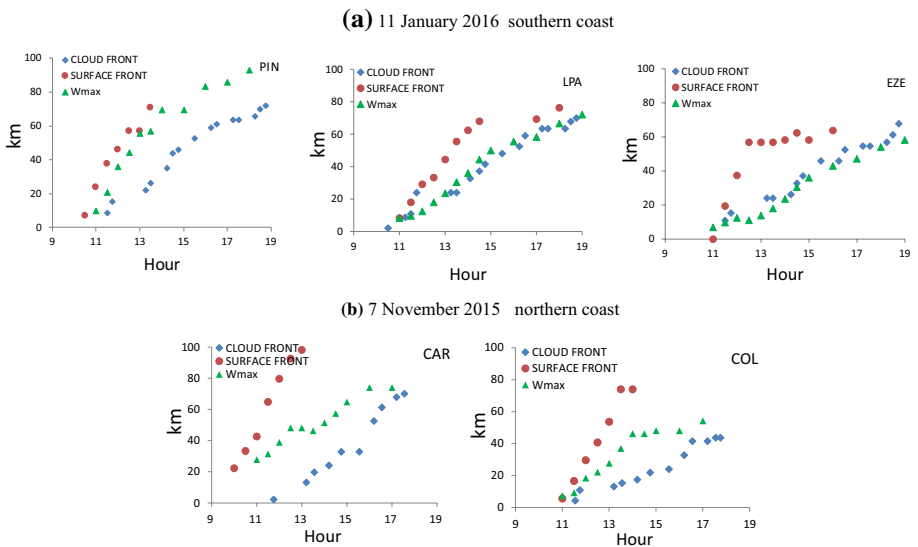 (a) 11 January 2016 southern coast
100
80
60
40
20
0
km
CLOUD FRONT
SURFACE FRONT
Wmax
PIN
9 11 13 15 17 19
Hour
100
80
60
40
20
0
km
CLOUD FRONT
SURFACE FRONT
Wmax
LPA
9 11 13 15 17 19
Hour
100
80
60
40
20
0
km
CLOUD FRONT
SURFACE FRONT
Wmax
EZE
9 11 13 15 17 19
Hour
(b) 7 November 2015 northern coast
100
80
60
40
20
0
km
CLOUD FRONT
SURFACE FRONT
Wmax
CAR
9 11 13 15 17 19
Hour
100
80
60
40
20
0
km
CLOUD FRONT
SURFACE FRONT
Wmax
COL
9 11 13 15 17 19
Hour